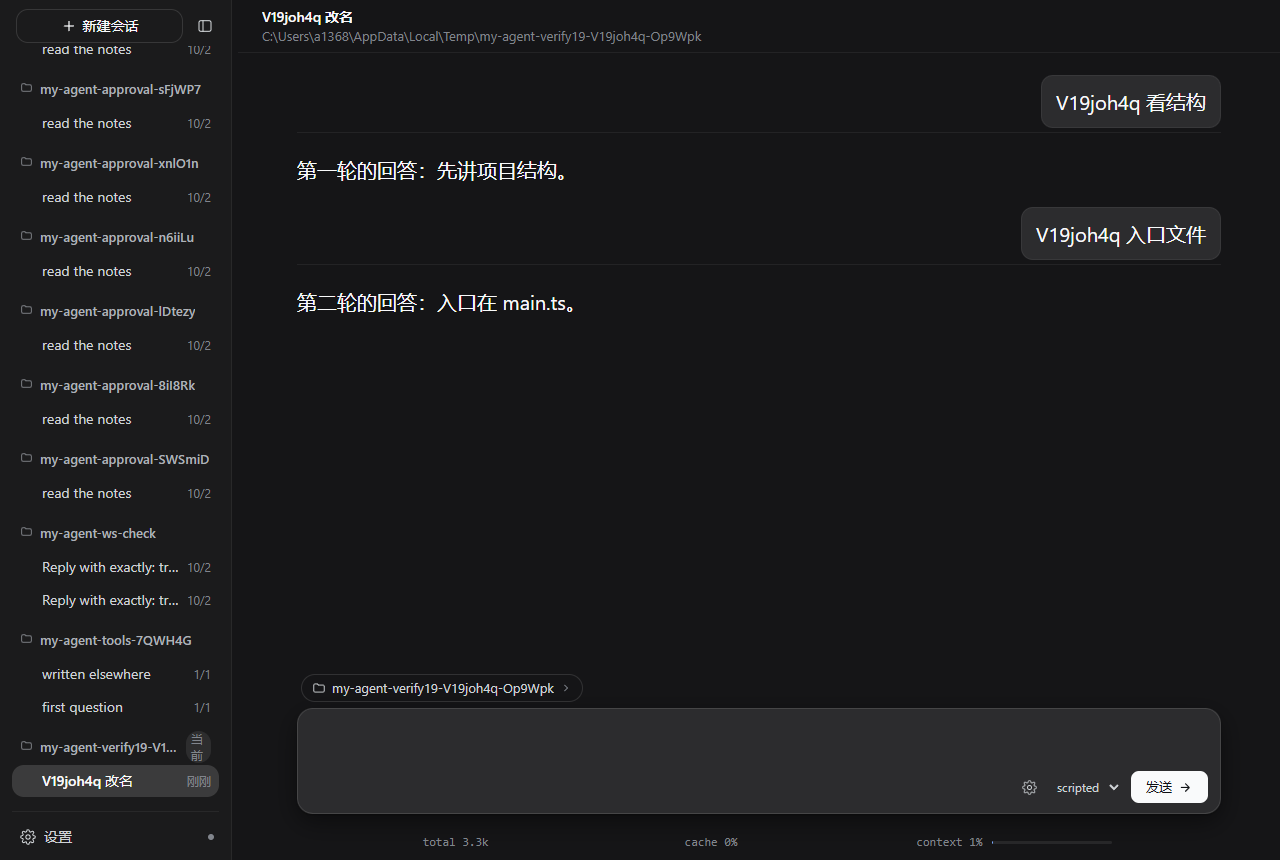 新建会话
read the notes 10/2
my-agent-approval-sFjWP7
read the notes 10/2
my-agent-approval-xnlO1n
read the notes 10/2
my-agent-approval-n6iiLu
read the notes 10/2
my-agent-approval-lDtezy
read the notes 10/2
my-agent-approval-8iI8Rk
read the notes 10/2
my-agent-approval-SWSmiD
read the notes 10/2
my-agent-ws-check
Reply with exactly: tr... 10/2
Reply with exactly: tr... 10/2
my-agent-tools-7QWH4G
written elsewhere 1/1
first question 1/1
my-agent-verify19-V1... 当前
V19joh4q 改名 刚刚
设置
V19joh4q 改名
C:\Users\a1368\AppData\Local\Temp\my-agent-verify19-V19joh4q-Op9Wpk
V19joh4q 看结构
第一轮的回答：先讲项目结构。
V19joh4q 入口文件
第二轮的回答：入口在 main.ts。
my-agent-verify19-V19joh4q-Op9Wpk
scripted 发送 →
total 3.3k cache 0% context 1%